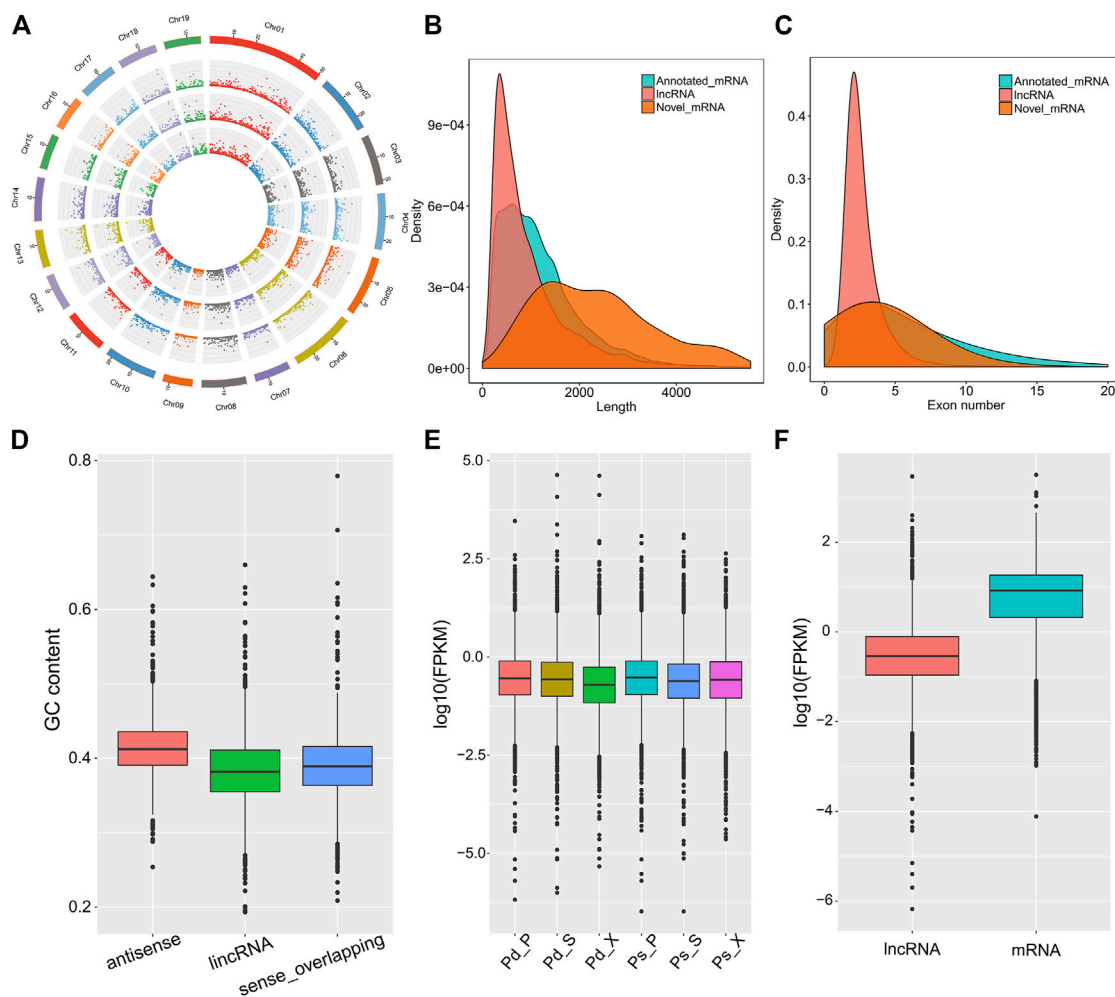 A
Chr01
Chr02
Chr03
Chr04
Chr05
Chr06
Chr07
Chr08
Chr09
Chr10
Chr11
Chr12
Chr13
Chr14
Chr15
Chr16
Chr17
Chr18
Chr19
B
Annotated_mRNA
lncRNA
Novel_mRNA
9e−04
6e−04
3e−04
0e+00
Density
0
2000
4000
Length
C
Annotated_mRNA
lncRNA
Novel_mRNA
0.4
0.3
0.2
0.1
0.0
Density
0
5
10
15
20
Exon number
D
0.8
0.6
0.4
0.2
GC content
antisense
lincRNA
sense_overlapping
E
5.0
2.5
0.0
−2.5
−5.0
log10(FPKM)
Pd_P
Pd_S
Pd_X
Ps_P
Ps_S
Ps_X
F
2
0
−2
−4
−6
log10(FPKM)
lncRNA
mRNA